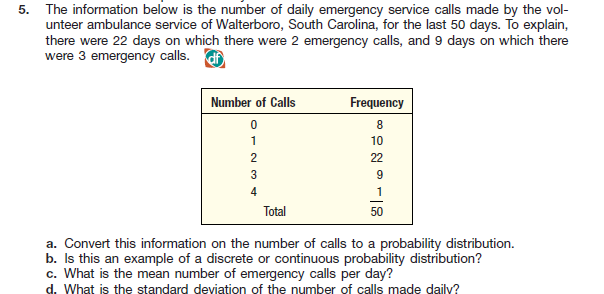 5. The information below is the number of daily emergency service calls made by the vol-
unteer ambulance service of Walterboro, South Carolina, for the last 50 days. To explain,
there were 22 days on which there were 2 emergency calls, and 9 days on which there
were 3 emergency calls. df
Number of Calls Frequency
0 8
1 10
2 22
3 9
4 1
Total 50
a. Convert this information on the number of calls to a probability distribution.
b. Is this an example of a discrete or continuous probability distribution?
c. What is the mean number of emergency calls per day?
d. What is the standard deviation of the number of calls made daily?